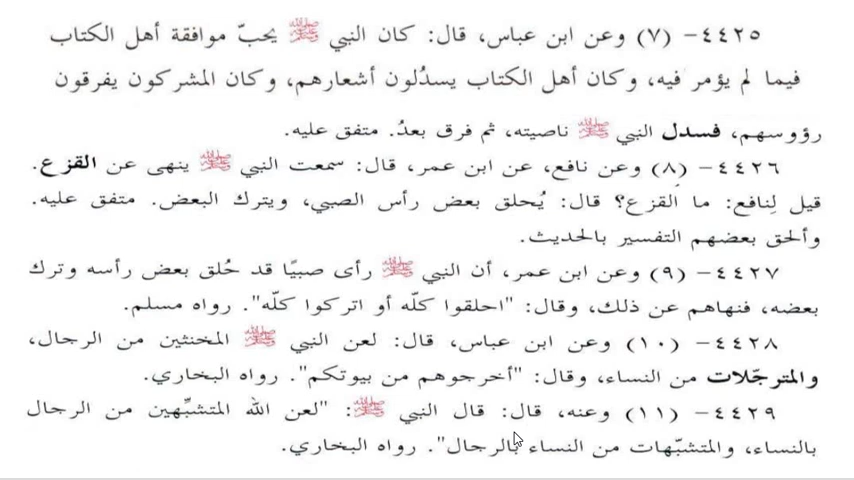 ٤٤٢٥- (٧) وعن ابن عباس، قال: كان النبي ﷺ يحبّ موافقة أهل الكتاب
فيما لم يؤمر فيه، وكان أهل الكتاب يسدُلون أشعارهم، وكان المشركون يفرقون
رؤوسهم، فسدل النبي ﷺ ناصيته، ثم فرق بعدُ. متفق عليه.
٤٤٢٦- (٨) وعن نافع، عن ابن عمر، قال: سمعت النبي ﷺ ينهى عن القزع.
قيل لِنافع: ما القزع؟ قال: يُحلق بعض رأس الصبي، ويترك البعض. متفق عليه.
وألحق بعضهم التفسير بالحديث.
٤٤٢٧- (٩) وعن ابن عمر، أن النبي ﷺ رأى صبيًا قد حُلق بعض رأسه وترك
بعضه، فنهاهم عن ذلك، وقال: "احلقوا كلّه أو اتركوا كلّه". رواه مسلم.
٤٤٢٨- (١٠) وعن ابن عباس، قال: لعن النبي ﷺ المخنثين من الرجال،
والمترجّلات من النساء، وقال: "أخرجوهم من بيوتكم". رواه البخاري.
٤٤٢٩- (١١) وعنه، قال: قال النبي ﷺ: "لعن الله المتشبِّهين من الرجال
بالنساء، والمتشبّهات من النساء بالرجال". رواه البخاري.